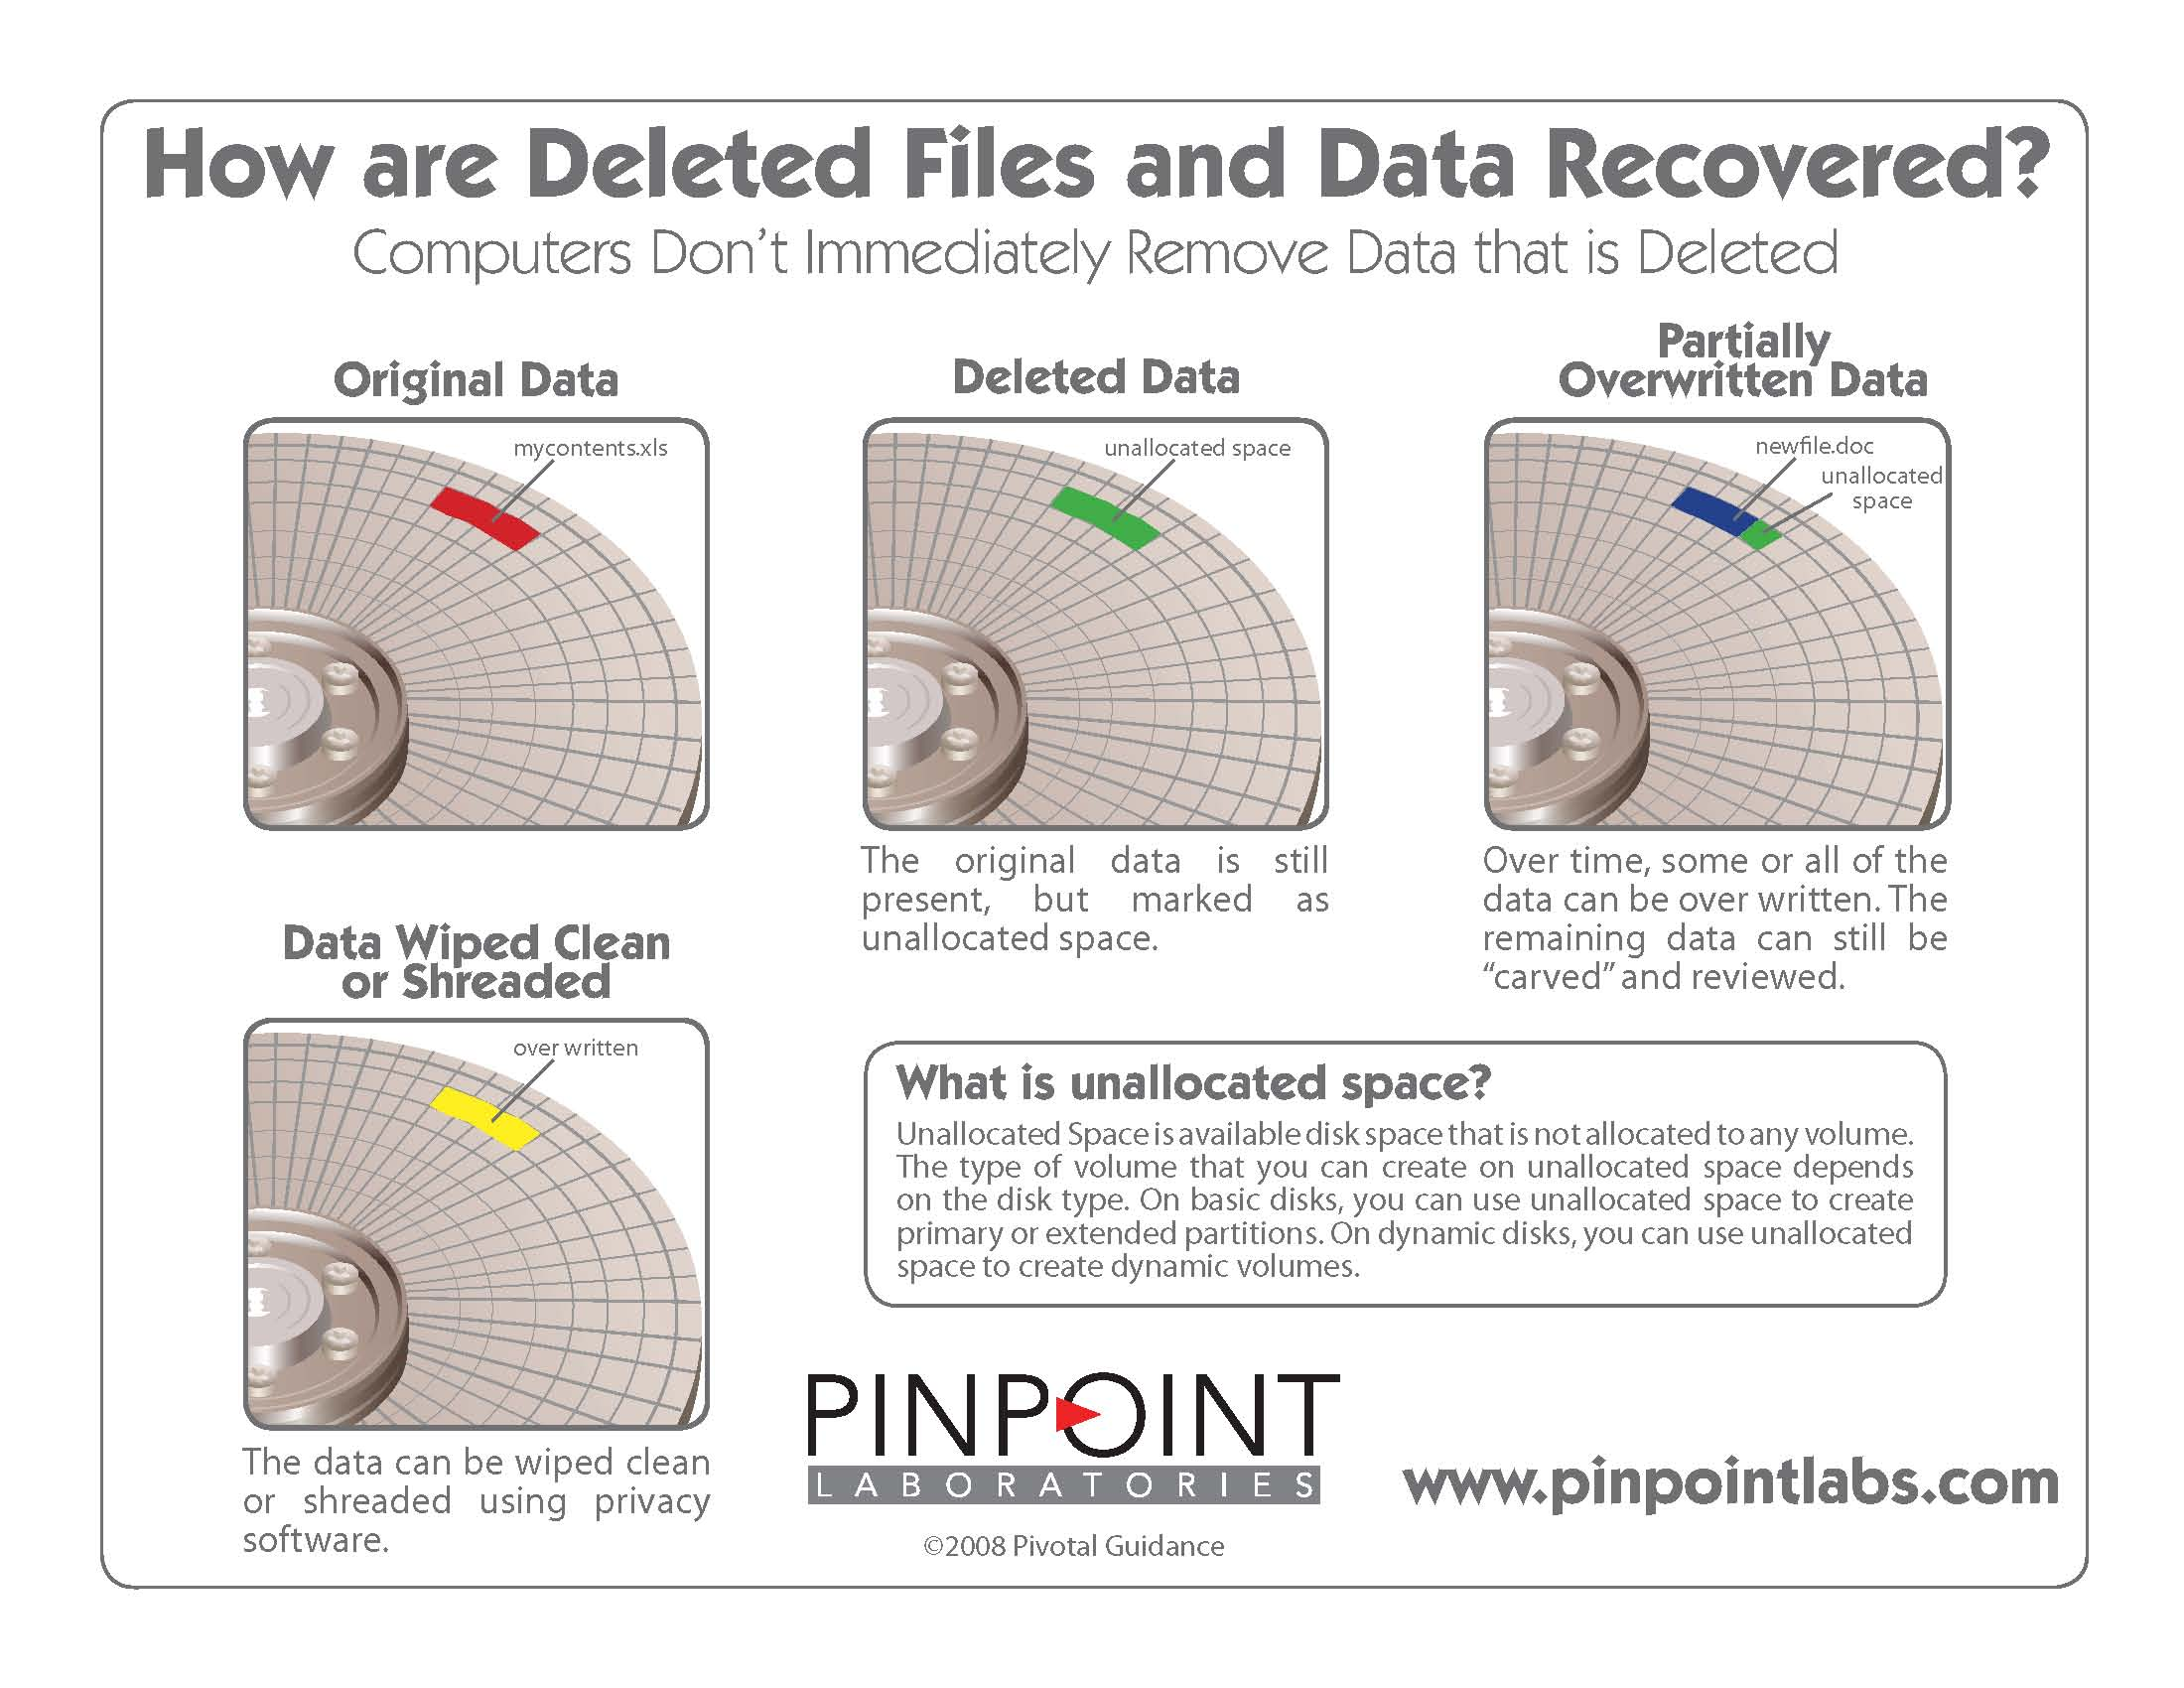 How are Deleted Files and Data Recovered?
Computers Don't Immediately Remove Data that is Deleted
Original Data
mycontents.xls
Deleted Data
unallocated space
The original data is still
present, but marked as
unallocated space.
Partially
Overwritten Data
newfile.doc
unallocated
space
Over time, some or all of the
data can be over written. The
remaining data can still be
“carved” and reviewed.
Data Wiped Clean
or Shreaded
over written
The data can be wiped clean
or shreaded using privacy
software.
What is unallocated space?
Unallocated Space is available disk space that is not allocated to any volume.
The type of volume that you can create on unallocated space depends
on the disk type. On basic disks, you can use unallocated space to create
primary or extended partitions. On dynamic disks, you can use unallocated
space to create dynamic volumes.
PINPOINT
LABORATORIES
©2008 Pivotal Guidance
www.pinpointlabs.com